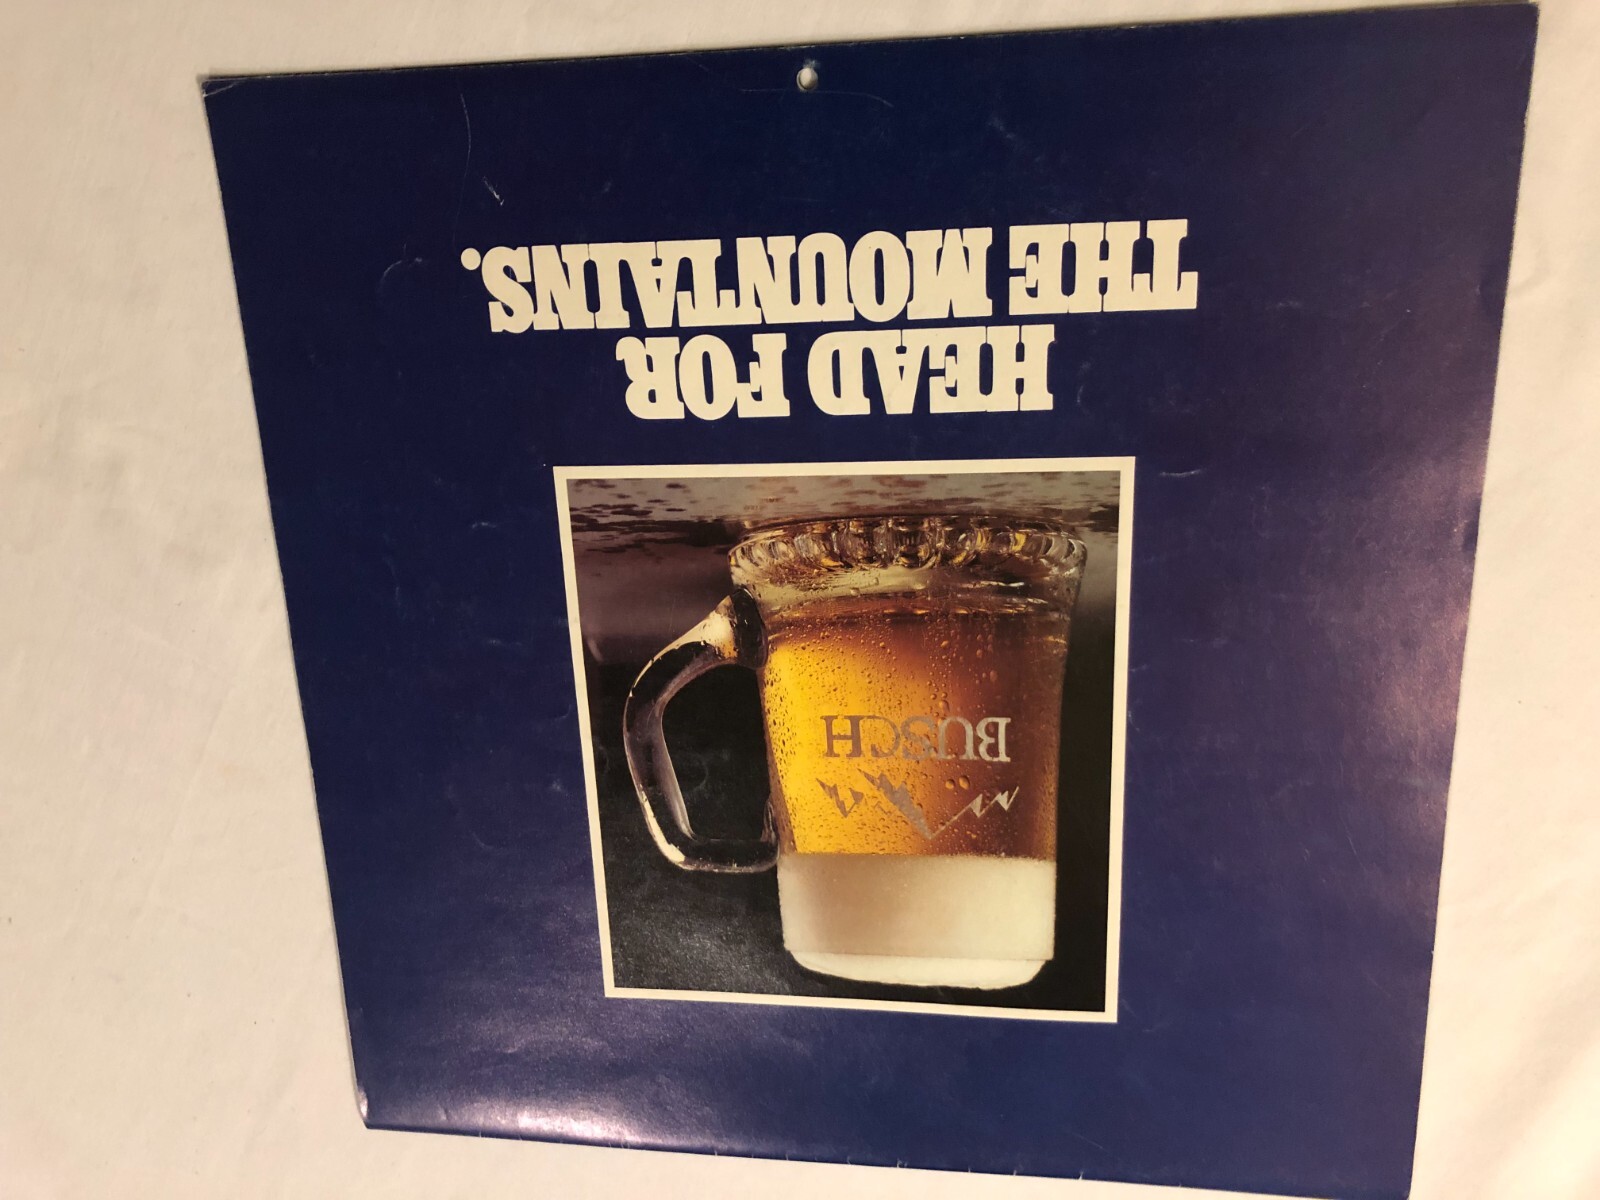 BUSCH
HEAD FOR
THE MOUNTAINS.